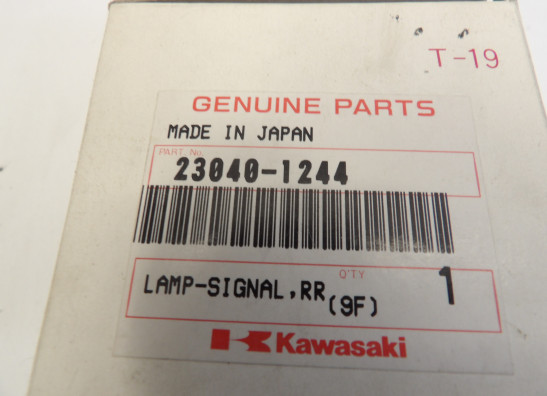 T-19
GENUINE PARTS
MADE IN JAPAN
PART. No.
23040-1244
Q'TY
LAMP-SIGNAL,RR 1
(9F)
Kawasaki